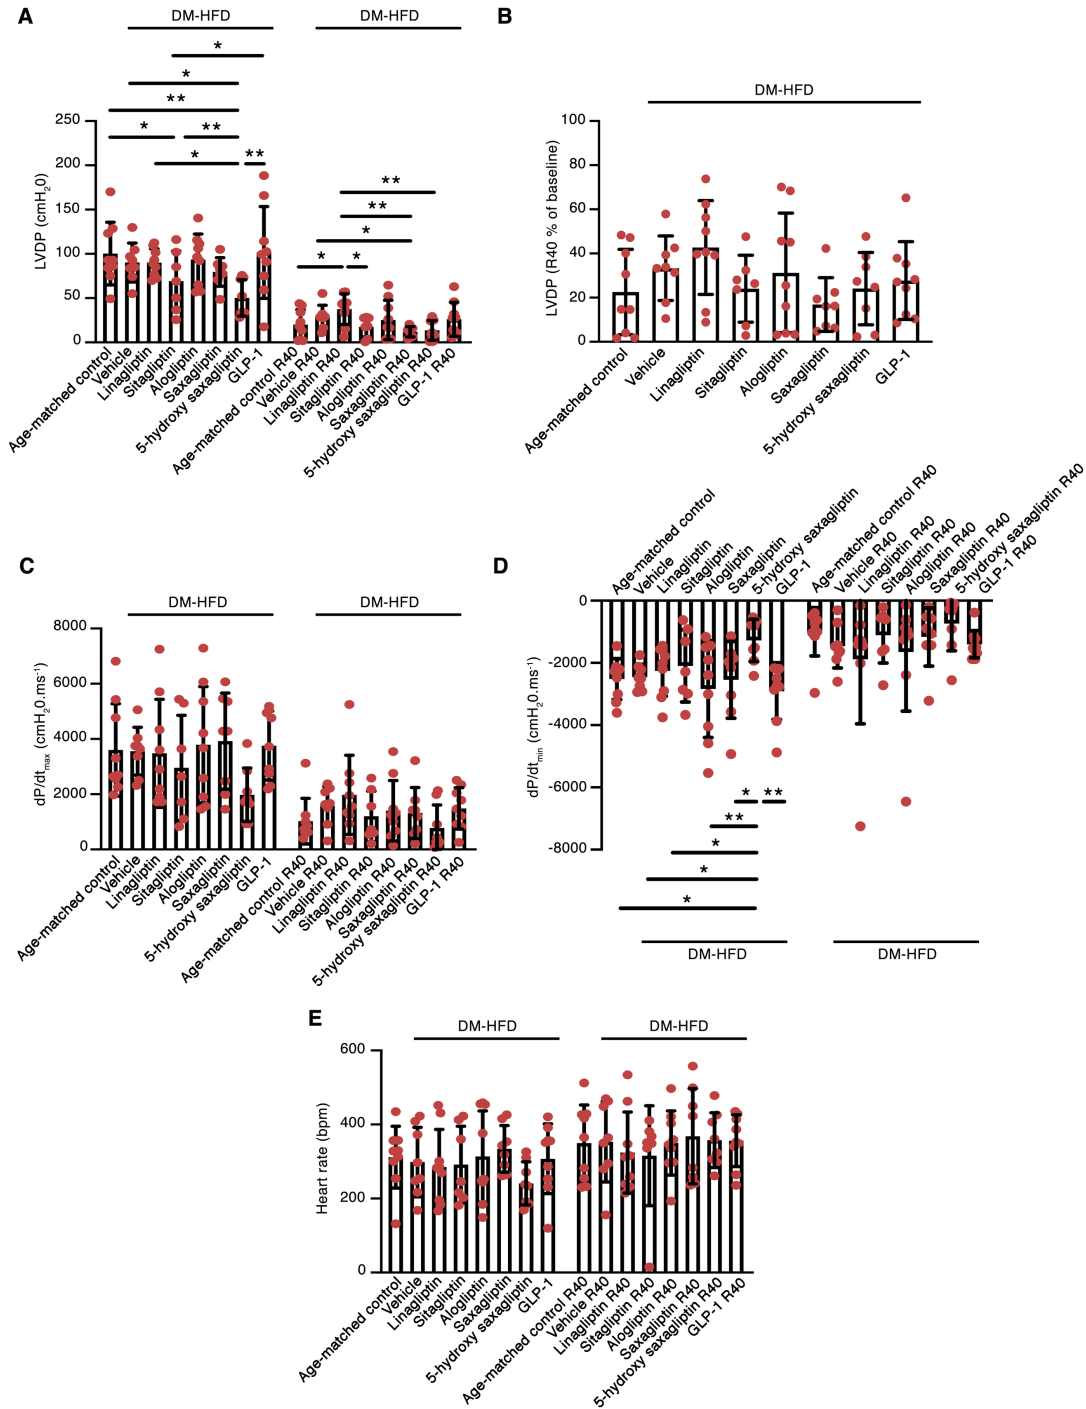 A
DM-HFD
DM-HFD
*
*
**
*
**
*
**
**
**
*
*
*
LVDP (cmH20)
250
200
150
100
50
0
Age-matched control
Vehicle
Linagliptin
Sitagliptin
Alogliptin
Saxagliptin
5-hydroxy saxagliptin
GLP-1
Age-matched control R40
Vehicle R40
Linagliptin R40
Sitagliptin R40
Alogliptin R40
Saxagliptin R40
5-hydroxy saxagliptin R40
GLP-1 R40
B
DM-HFD
LVDP (R40 % of baseline)
100
80
60
40
20
0
Age-matched control
Vehicle
Linagliptin
Sitagliptin
Alogliptin
Saxagliptin
5-hydroxy saxagliptin
GLP-1
C
DM-HFD
DM-HFD
dP/dtmax (cmH20.ms-1)
8000
6000
4000
2000
0
Age-matched control
Vehicle
Linagliptin
Sitagliptin
Alogliptin
Saxagliptin
5-hydroxy saxagliptin
GLP-1
Age-matched control R40
Vehicle R40
Linagliptin R40
Sitagliptin R40
Alogliptin R40
Saxagliptin R40
5-hydroxy saxagliptin R40
GLP-1 R40
D
Age-matched control
Vehicle
Linagliptin
Sitagliptin
Alogliptin
Saxagliptin
5-hydroxy saxagliptin
GLP-1
Age-matched control R40
Vehicle R40
Linagliptin R40
Sitagliptin R40
Alogliptin R40
Saxagliptin R40
5-hydroxy saxagliptin R40
GLP-1 R40
dP/dtmin (cmH20.ms-1)
0
-2000
-4000
-6000
-8000
*
**
**
*
*
*
DM-HFD
DM-HFD
E
DM-HFD
DM-HFD
Heart rate (bpm)
600
400
200
0
Age-matched control
Vehicle
Linagliptin
Sitagliptin
Alogliptin
Saxagliptin
5-hydroxy saxagliptin
GLP-1
Age-matched control R40
Vehicle R40
Linagliptin R40
Sitagliptin R40
Alogliptin R40
Saxagliptin R40
5-hydroxy saxagliptin R40
GLP-1 R40